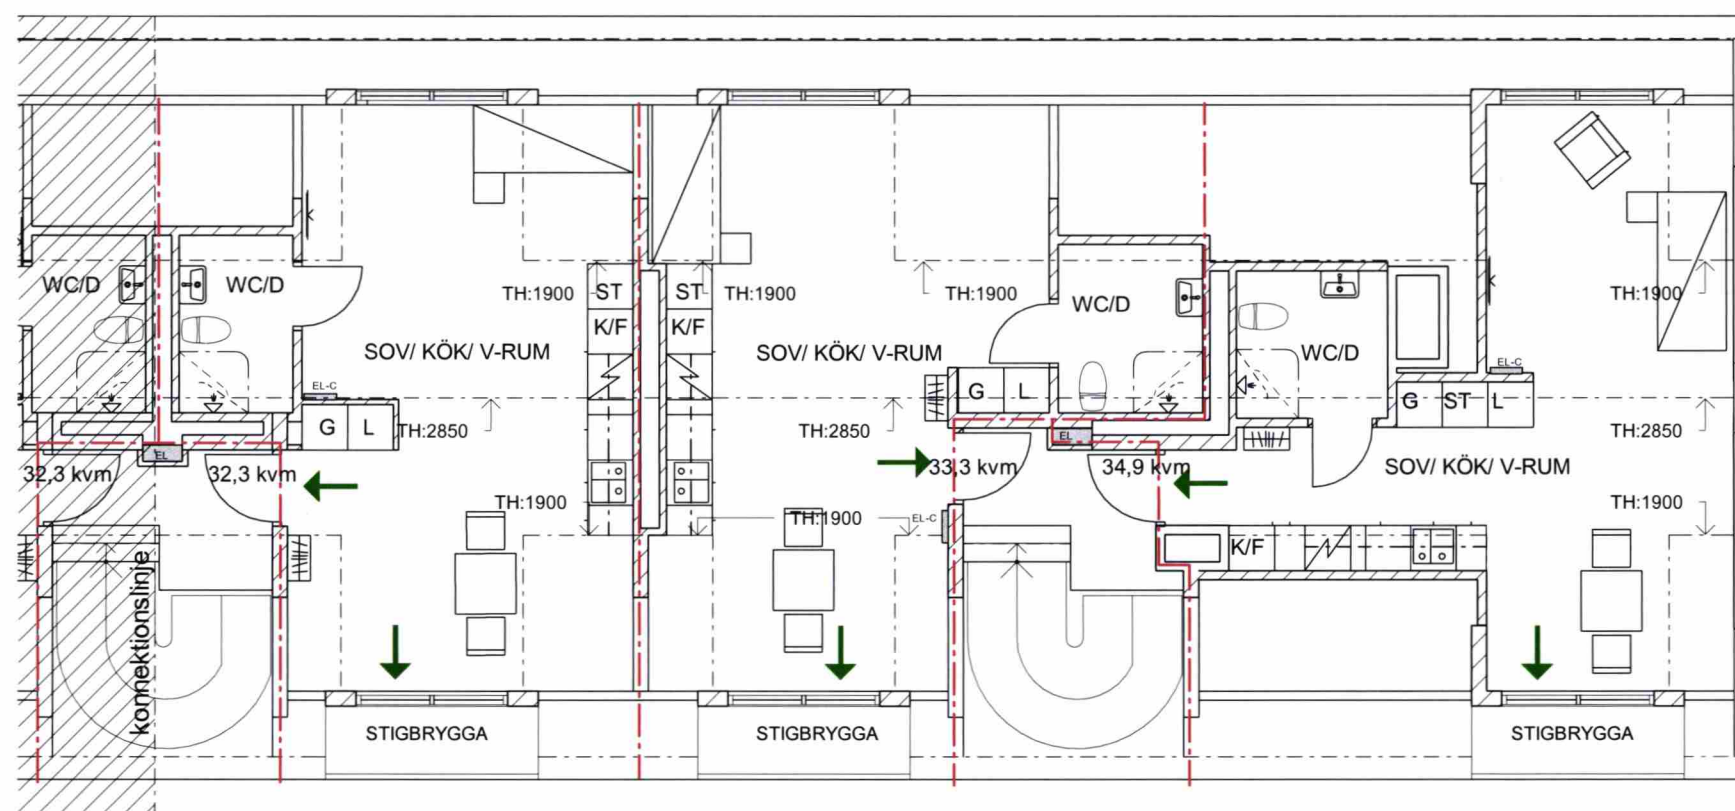 WC/D
WC/D
TH:1900
ST
ST
TH:1900
TH:1900
WC/D
TH:1900
K/F
K/F
SOV/ KÖK/ V-RUM
SOV/ KÖK/ V-RUM
WC/D
EL-C
EL-C
G
L
G
ST
L
G
L
TH:2850
TH:2850
TH:2850
EL
EL
32,3 kvm
32,3 kvm
33,3 kvm
34,9 kvm
SOV/ KÖK/ V-RUM
TH:1900
TH:1900
EL-C
TH:1900
K/F
konnektionslinje
STIGBRYGGA
STIGBRYGGA
STIGBRYGGA